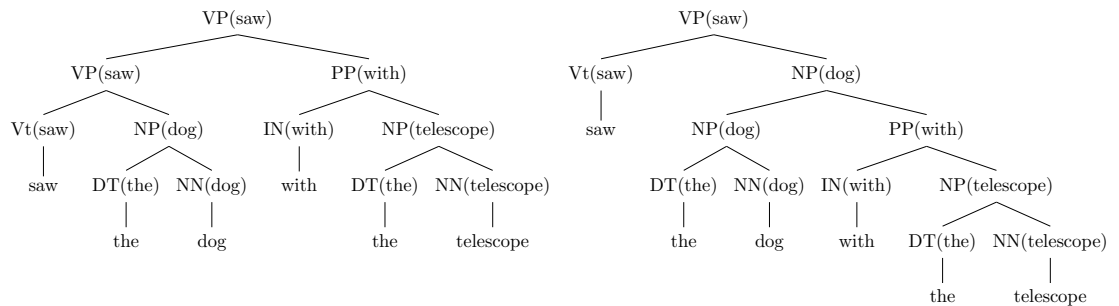 VP(saw) VP(saw)
VP(saw) PP(with) Vt(saw) NP(dog)
Vt(saw) NP(dog) IN(with) NP(telescope) saw NP(dog) PP(with)
saw DT(the) NN(dog) with DT(the) NN(telescope) DT(the) NN(dog) IN(with) NP(telescope)
the dog the telescope the dog with DT(the) NN(telescope)
the telescope